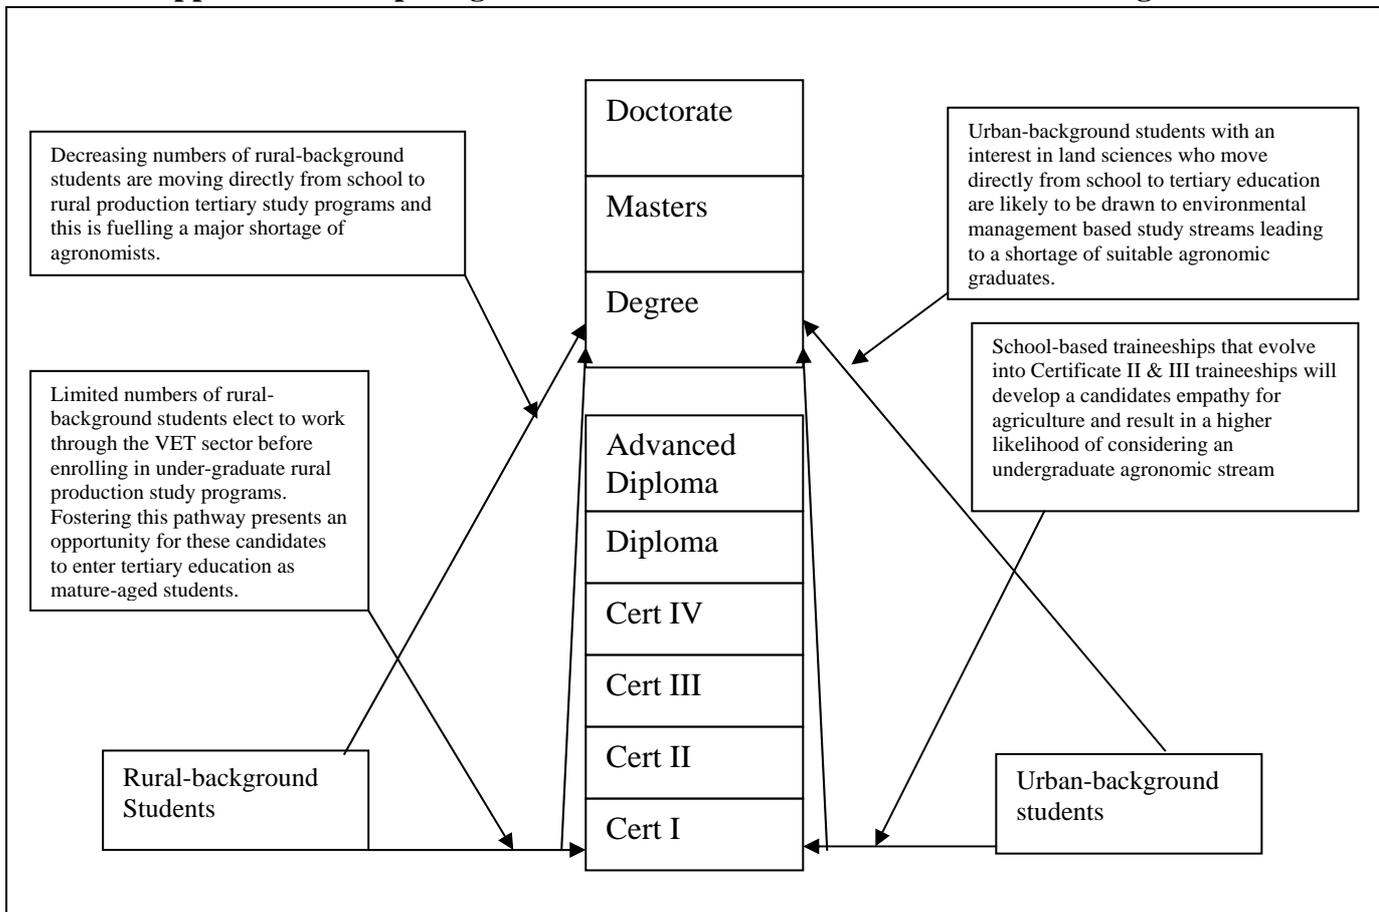 Doctorate
Masters
Degree
Advanced
Diploma
Diploma
Cert IV
Cert III
Cert II
Cert I
Decreasing numbers of rural-background
students are moving directly from school to
rural production tertiary study programs and
this is fuelling a major shortage of
agronomists.
Limited numbers of rural-
background students elect to work
through the VET sector before
enrolling in under-graduate rural
production study programs.
Fostering this pathway presents an
opportunity for these candidates
to enter tertiary education as
mature-aged students.
Rural-background
Students
Urban-background students with an
interest in land sciences who move
directly from school to tertiary education
are likely to be drawn to environmental
management based study streams leading
to a shortage of suitable agronomic
graduates.
School-based traineeships that evolve
into Certificate II & III traineeships will
develop a candidates empathy for
agriculture and result in a higher
likelihood of considering an
undergraduate agronomic stream
Urban-background
students